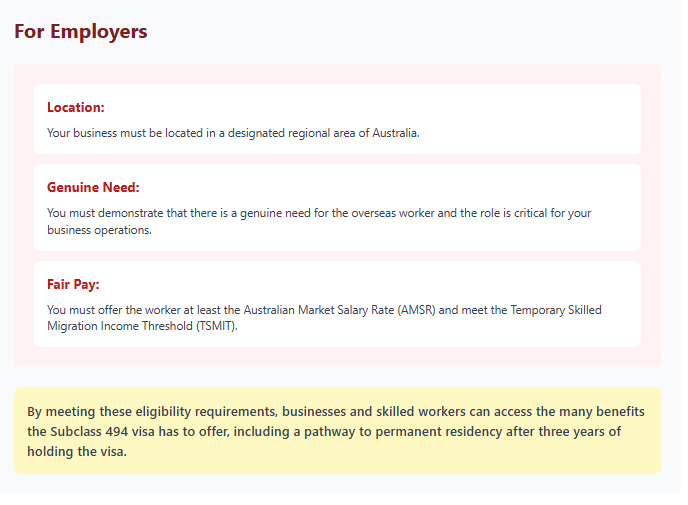 For Employers
Location:
Your business must be located in a designated regional area of Australia.
Genuine Need:
You must demonstrate that there is a genuine need for the overseas worker and the role is critical for your
business operations.
Fair Pay:
You must offer the worker at least the Australian Market Salary Rate (AMSR) and meet the Temporary Skilled
Migration Income Threshold (TSMIT).
By meeting these eligibility requirements, businesses and skilled workers can access the many benefits
the Subclass 494 visa has to offer, including a pathway to permanent residency after three years of
holding the visa.